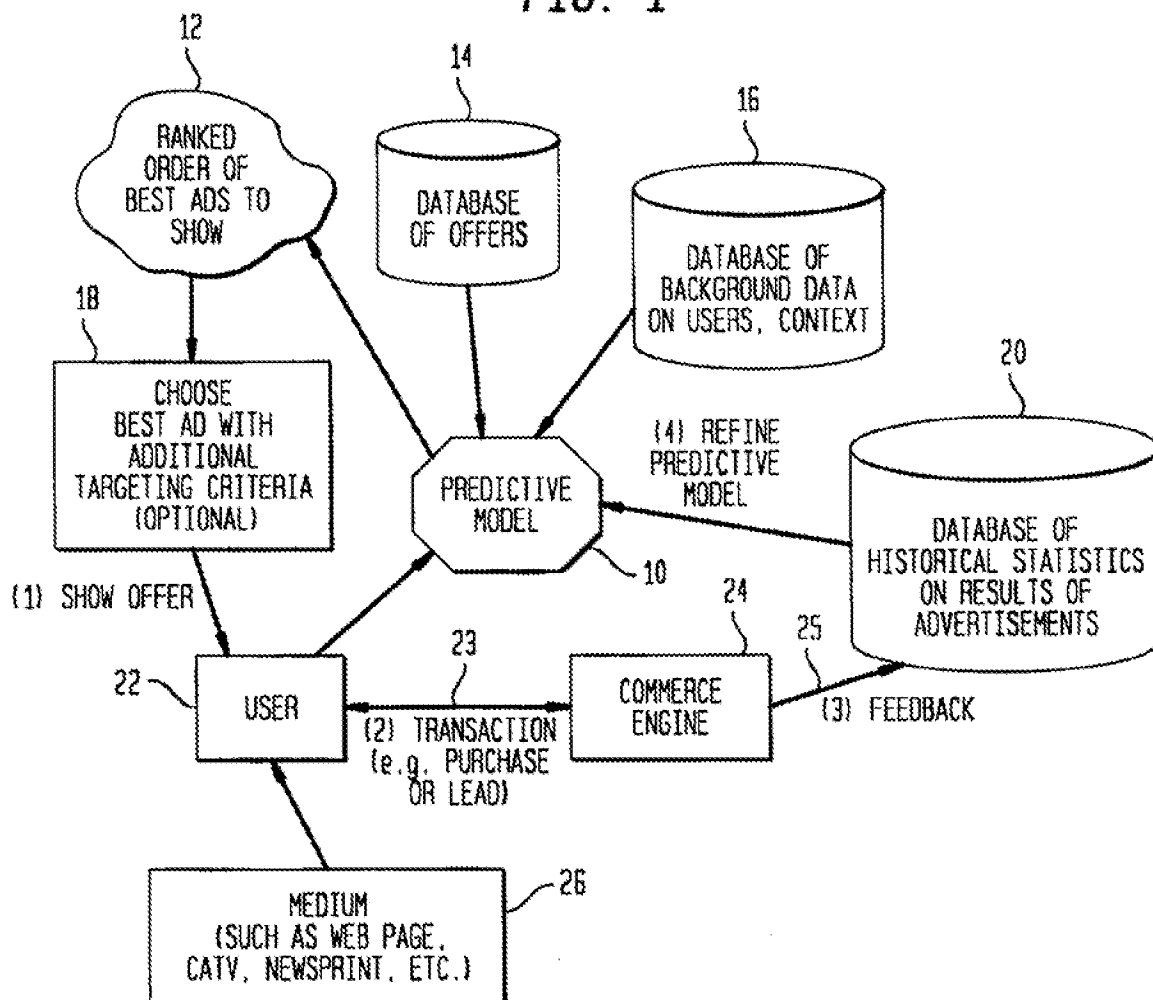 FIG. 1
12
RANKED
ORDER OF
BEST ADS TO
SHOW
14
DATABASE
OF OFFERS
16
DATABASE OF
BACKGROUND DATA
ON USERS, CONTEXT
18
CHOOSE
BEST AD WITH
ADDITIONAL
TARGETING CRITERIA
(OPTIONAL)
PREDICTIVE
MODEL
10
(4) REFINE
PREDICTIVE
MODEL
20
DATABASE OF
HISTORICAL STATISTICS
ON RESULTS OF
ADVERTISEMENTS
(1) SHOW OFFER
22
USER
23
(2) TRANSACTION
(e.g. PURCHASE
OR LEAD)
24
COMMERCE
ENGINE
25
(3) FEEDBACK
26
MEDIUM
(SUCH AS WEB PAGE,
CATV, NEWSPRINT, ETC.)